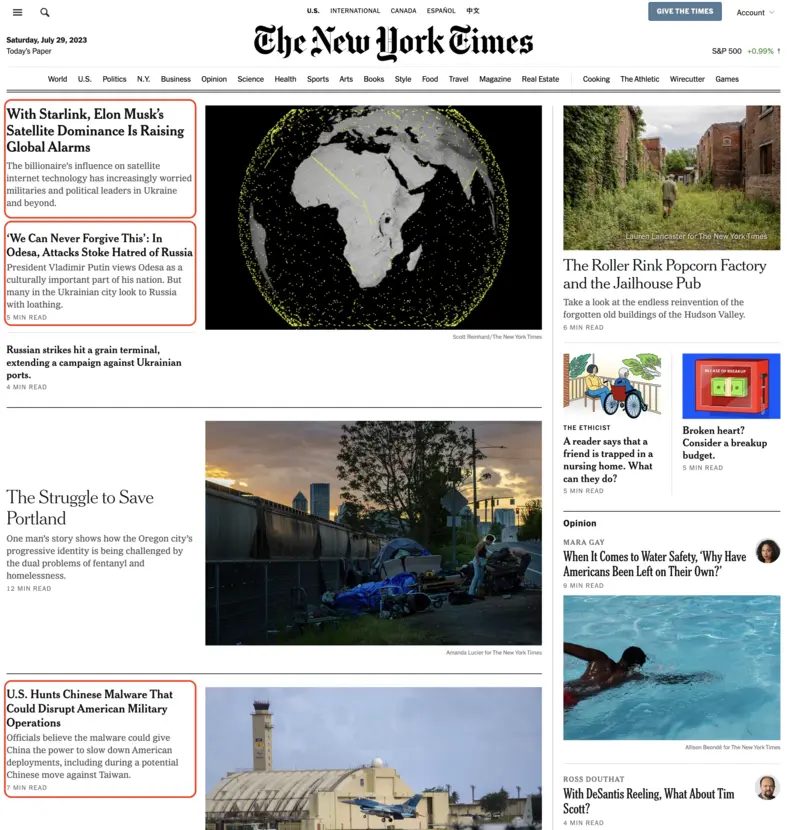 U.S. INTERNATIONAL CANADA ESPAÑOL 中文
GIVE THE TIMES
Account
Saturday, July 29, 2023
Today's Paper
The New York Times
S&P 500 +0.99% ↑
World U.S. Politics N.Y. Business Opinion Science Health Sports Arts Books Style Food Travel Magazine Real Estate Cooking The Athletic Wirecutter Games
With Starlink, Elon Musk's
Satellite Dominance Is Raising
Global Alarms
The billionaire's influence on satellite
internet technology has increasingly worried
militaries and political leaders in Ukraine
and beyond.
'We Can Never Forgive This': In
Odesa, Attacks Stoke Hatred of Russia
President Vladimir Putin views Odesa as a
culturally important part of his nation. But
many in the Ukrainian city look to Russia
with loathing.
5 MIN READ
Russian strikes hit a grain terminal,
extending a campaign against Ukrainian
ports.
4 MIN READ
Scott Reinhard/The New York Times
The Struggle to Save
Portland
One man's story shows how the Oregon city's
progressive identity is being challenged by
the dual problems of fentanyl and
homelessness.
12 MIN READ
Amanda Lucier for The New York Times
U.S. Hunts Chinese Malware That
Could Disrupt American Military
Operations
Officials believe the malware could give
China the power to slow down American
deployments, including during a potential
Chinese move against Taiwan.
7 MIN READ
Lauren Lancaster for The New York Times
The Roller Rink Popcorn Factory
and the Jailhouse Pub
Take a look at the endless reinvention of the
forgotten old buildings of the Hudson Valley.
6 MIN READ
THE ETHICIST
A reader says that a
friend is trapped in a
nursing home. What
can they do?
5 MIN READ
Broken heart?
Consider a breakup
budget.
5 MIN READ
Opinion
MARA GAY
When It Comes to Water Safety, 'Why Have
Americans Been Left on Their Own?'
9 MIN READ
Allison Beondé for The New York Times
ROSS DOUTHAT
With DeSantis Reeling, What About Tim
Scott?
4 MIN READ